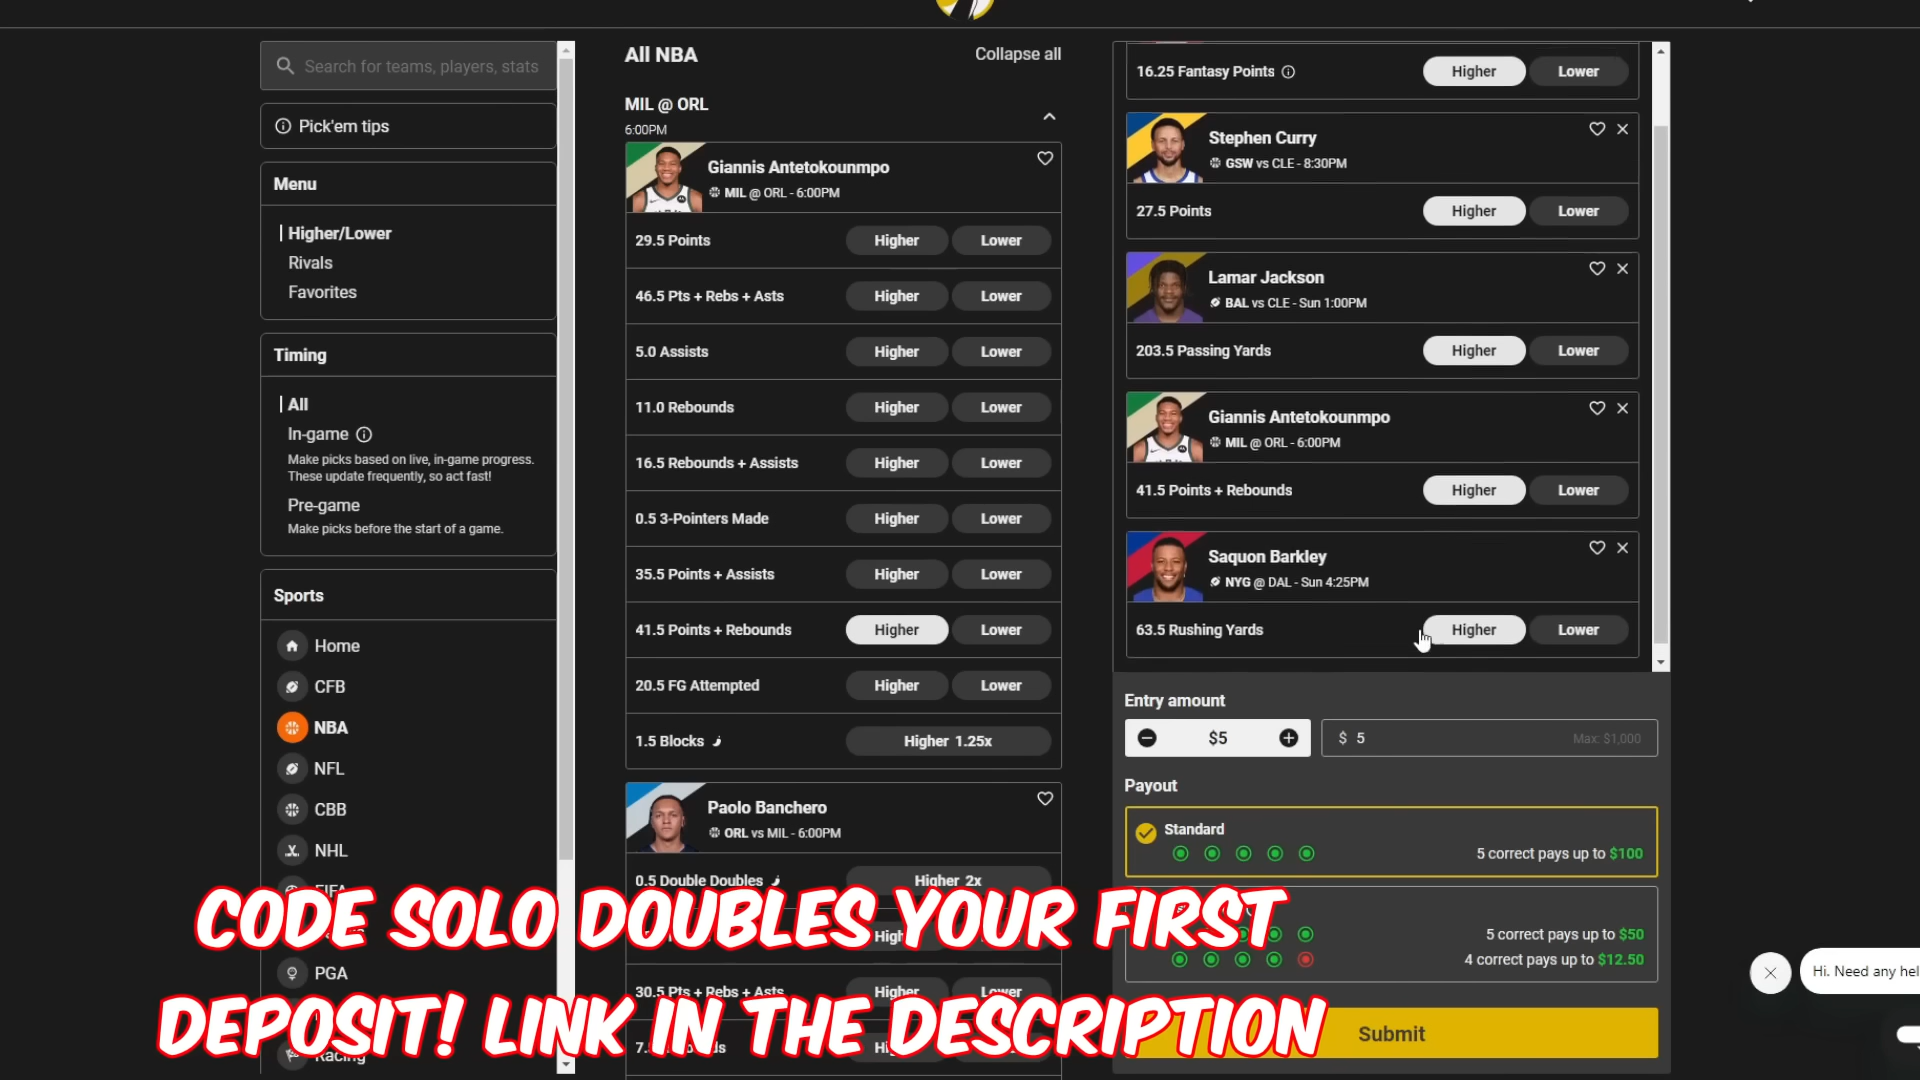 Search for teams, players, stats
Pick'em tips
Menu
Higher/Lower
Rivals
Favorites
Timing
All
In-game
Make picks based on live, in-game progress.
These update frequently, so act fast!
Pre-game
Make picks before the start of a game.
Sports
Home
CFB
NBA
NFL
CBB
NHL
FIFA
PGA
Racing
All NBA
Collapse all
MIL @ ORL
6:00PM
Giannis Antetokounmpo
MIL @ ORL - 6:00PM
29.5 Points Higher Lower
46.5 Pts + Rebs + Asts Higher Lower
5.0 Assists Higher Lower
11.0 Rebounds Higher Lower
16.5 Rebounds + Assists Higher Lower
0.5 3-Pointers Made Higher Lower
35.5 Points + Assists Higher Lower
41.5 Points + Rebounds Higher Lower
20.5 FG Attempted Higher Lower
1.5 Blocks Higher 1.25x
Paolo Banchero
ORL vs MIL - 6:00PM
0.5 Double Doubles Higher 2x
30.5 Pts + Rebs + Asts Higher Lower
16.25 Fantasy Points Higher Lower
Stephen Curry
GSW vs CLE - 8:30PM
27.5 Points Higher Lower
Lamar Jackson
BAL vs CLE - Sun 1:00PM
203.5 Passing Yards Higher Lower
Giannis Antetokounmpo
MIL @ ORL - 6:00PM
41.5 Points + Rebounds Higher Lower
Saquon Barkley
NYG @ DAL - Sun 4:25PM
63.5 Rushing Yards Higher Lower
Entry amount
$5 $ 5 Max: $1,000
Payout
Standard
5 correct pays up to $100
5 correct pays up to $50
4 correct pays up to $12.50
Submit
Hi. Need any hel
CODE SOLO DOUBLES YOUR FIRST
DEPOSIT! LINK IN THE DESCRIPTION